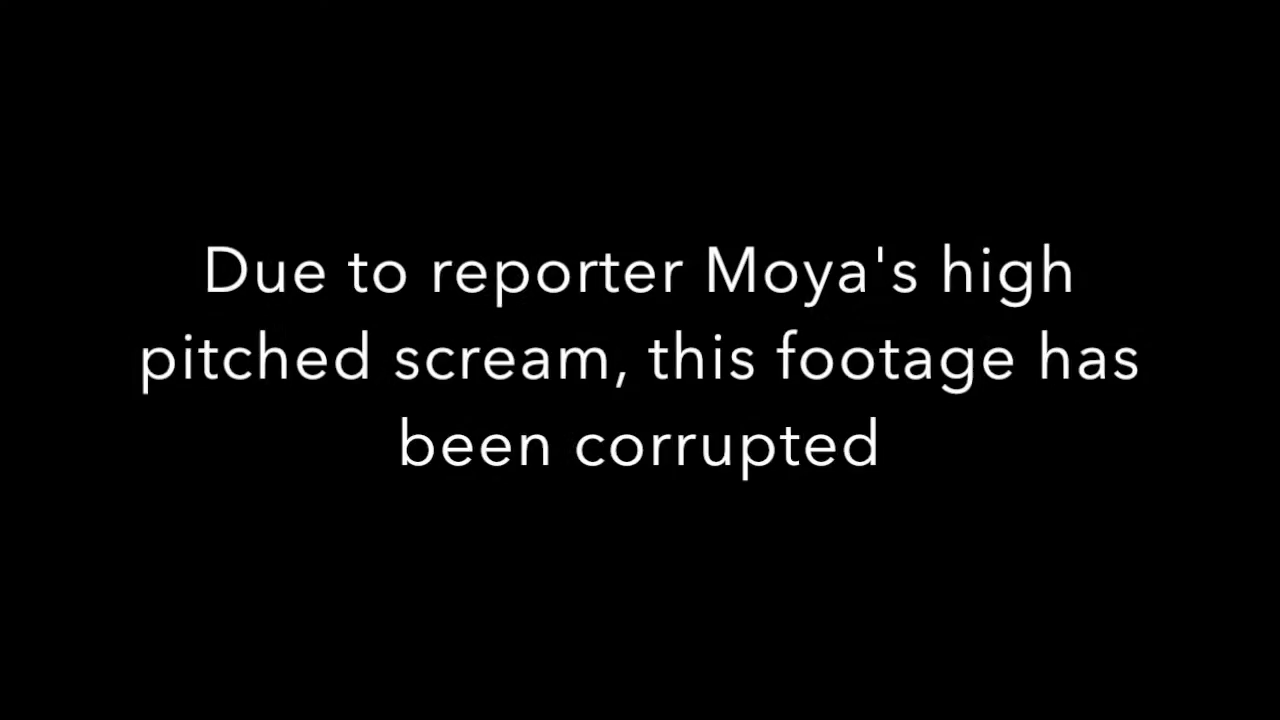 Due to reporter Moya's high
pitched scream, this footage has
been corrupted